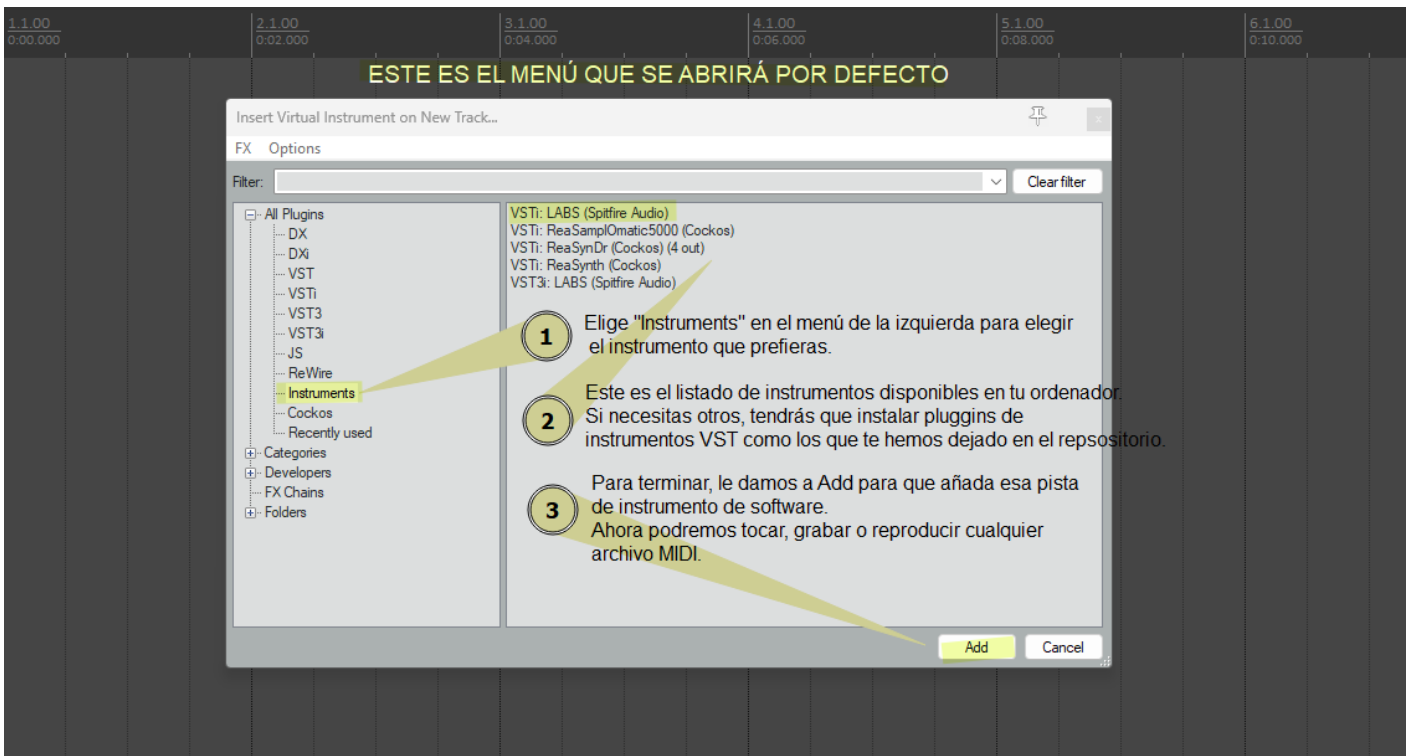 1.1.00 2.1.00 3.1.00 4.1.00 5.1.00 6.1.00
0:00.000 0:02.000 0:04.000 0:06.000 0:08.000 0:10.000
ESTE ES EL MENÚ QUE SE ABRIRÁ POR DEFECTO
Insert Virtual Instrument on New Track...
x
FX Options
Filter:
Clear filter
All Plugins
DX
DXi
VST
VSTi
VST3
VST3i
JS
ReWire
Instruments
Cockos
Recently used
Categories
Developers
FX Chains
Folders
VSTi: LABS (Spitfire Audio)
VSTi: ReaSamplOmatic5000 (Cockos)
VSTi: ReaSynDr (Cockos) (4 out)
VSTi: ReaSynth (Cockos)
VST3i: LABS (Spitfire Audio)
1
Elige "Instruments" en el menú de la izquierda para elegir
el instrumento que prefieras.
2
Este es el listado de instrumentos disponibles en tu ordenador.
Si necesitas otros, tendrás que instalar pluggins de
instrumentos VST como los que te hemos dejado en el repsositorio.
3
Para terminar, le damos a Add para que añada esa pista
de instrumento de software.
Ahora podremos tocar, grabar o reproducir cualquier
archivo MIDI.
Add Cancel